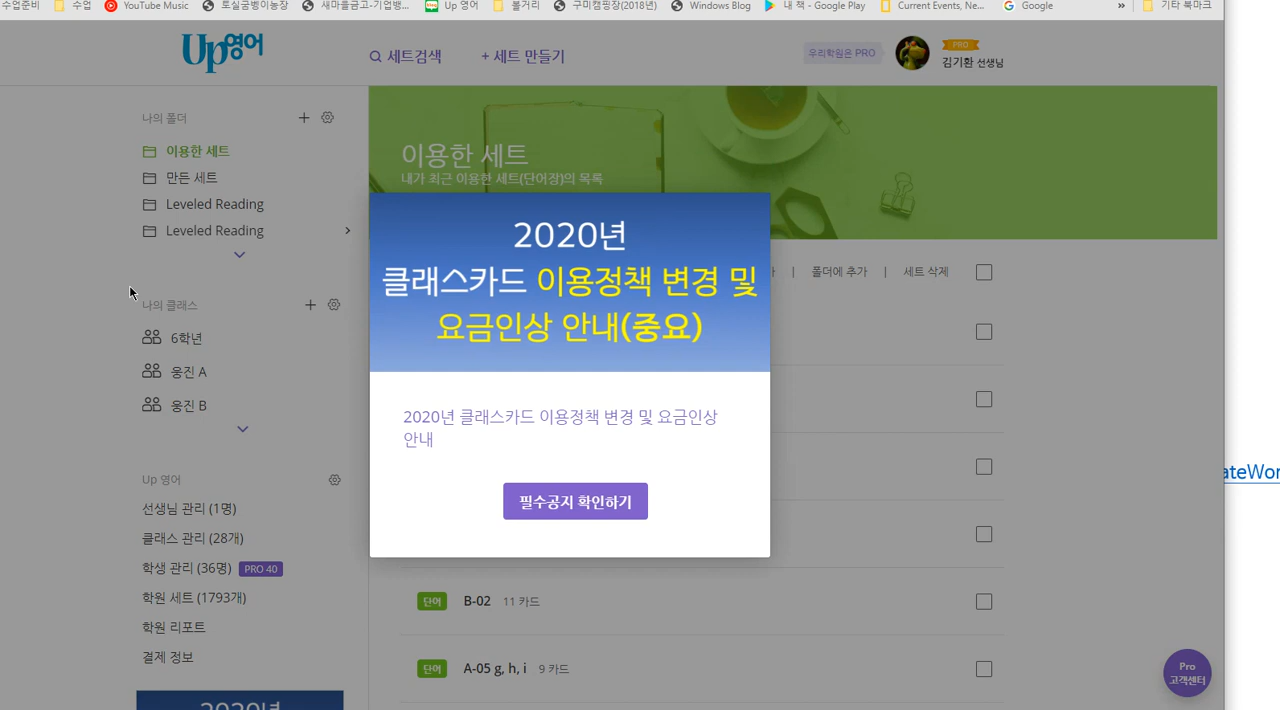 수업준비 수업 YouTube Music 토실굼벵이농장 새마을금고-기업뱅... Up 영어 볼거리 구미캠핑장(2018년) Windows Blog 내 책 - Google Play Current Events, Ne... Google » 기타 북마크
Up영어 세트검색 + 세트 만들기 우리학원은 PRO PRO
김기환 선생님
나의 폴더
이용한 세트
만든 세트
Leveled Reading
Leveled Reading
나의 클래스
6학년
웅진 A
웅진 B
Up 영어
선생님 관리 (1명)
클래스 관리 (28개)
학생 관리 (36명) PRO 40
학원 세트 (1793개)
학원 리포트
결제 정보
2020년
이용한 세트
내가 최근 이용한 세트(단어장)의 목록
| 폴더에 추가 | 세트 삭제
2020년
클래스카드 이용정책 변경 및
요금인상 안내(중요)
2020년 클래스카드 이용정책 변경 및 요금인상
안내
필수공지 확인하기
단어 B-02 11 카드
단어 A-05 g, h, i 9 카드
Pro
고객센터
ateWor